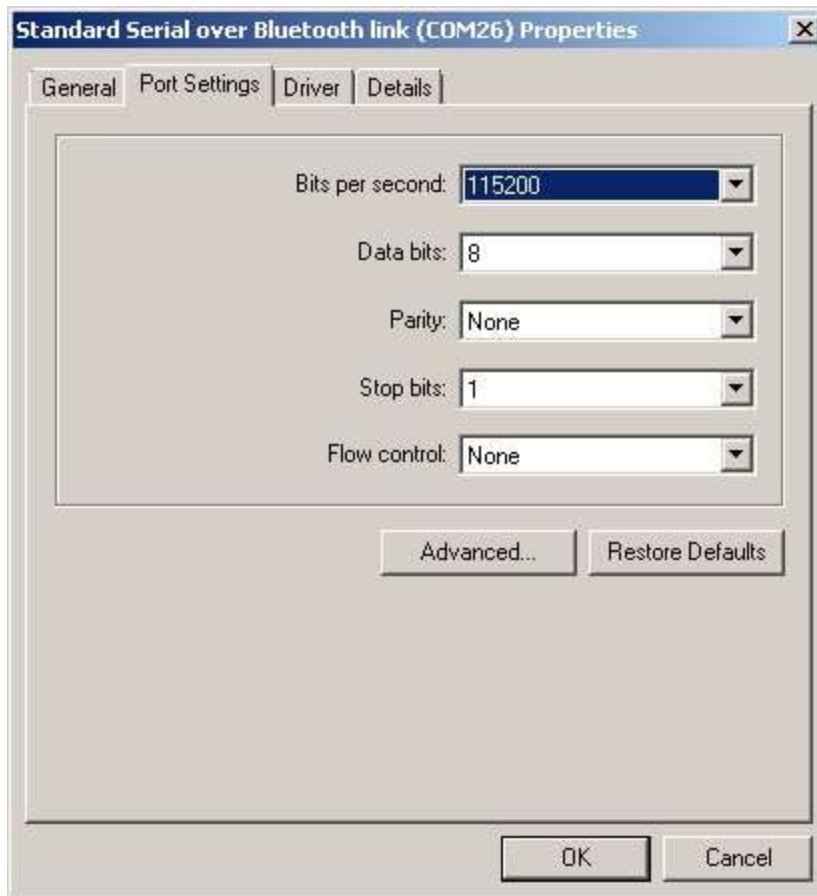 Standard Serial over Bluetooth link (COM26) Properties
General Port Settings Driver Details
Bits per second: 115200
Data bits: 8
Parity: None
Stop bits: 1
Flow control: None
Advanced... Restore Defaults
OK Cancel